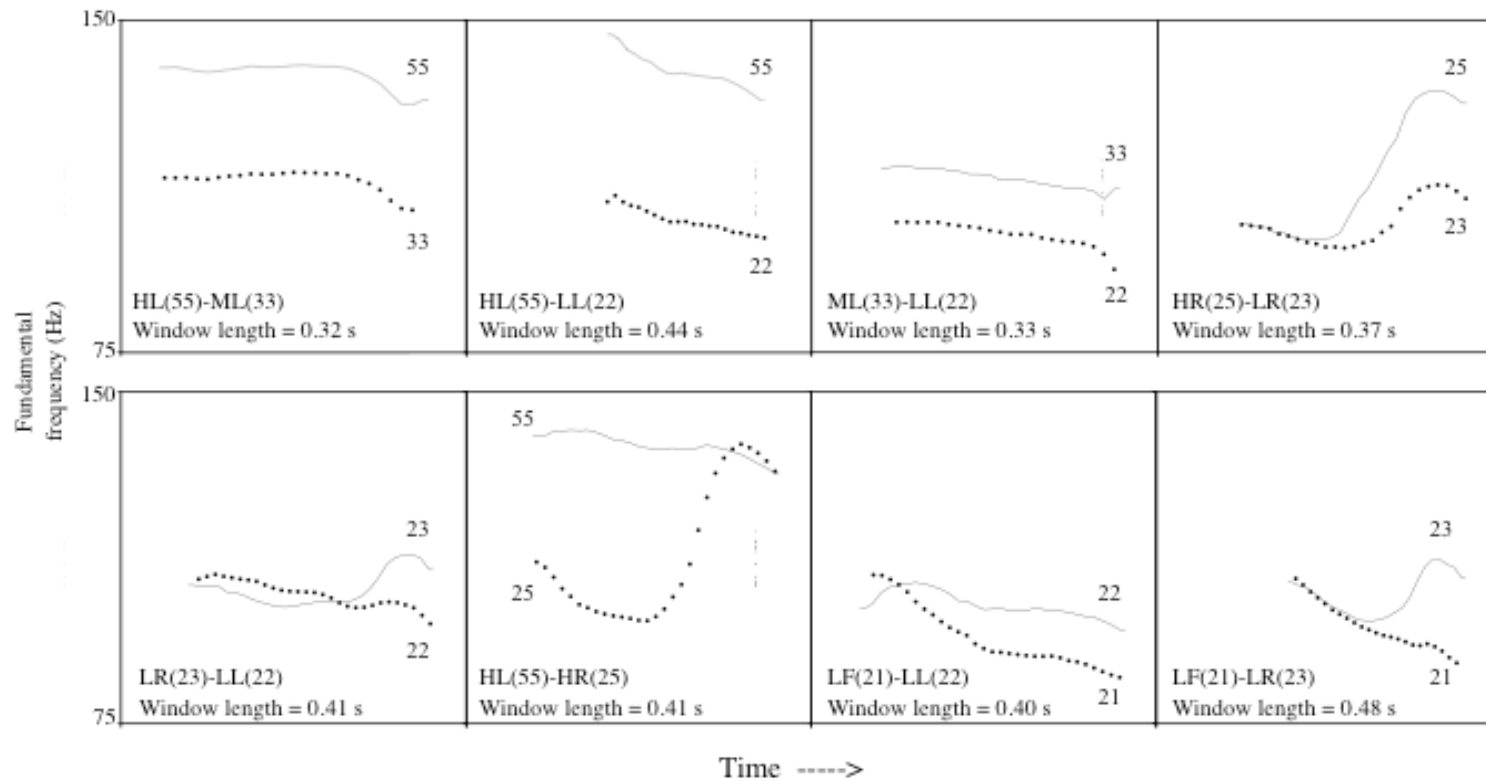 150
55
33
HL(55)-ML(33)
Window length = 0.32 s
55
22
HL(55)-LL(22)
Window length = 0.44 s
33
22
ML(33)-LL(22)
Window length = 0.33 s
25
23
HR(25)-LR(23)
Window length = 0.37 s
75
Fundamental
frequency (Hz)
150
23
22
LR(23)-LL(22)
Window length = 0.41 s
55
25
HL(55)-HR(25)
Window length = 0.41 s
22
21
LF(21)-LL(22)
Window length = 0.40 s
23
21
LF(21)-LR(23)
Window length = 0.48 s
75
Time ----->